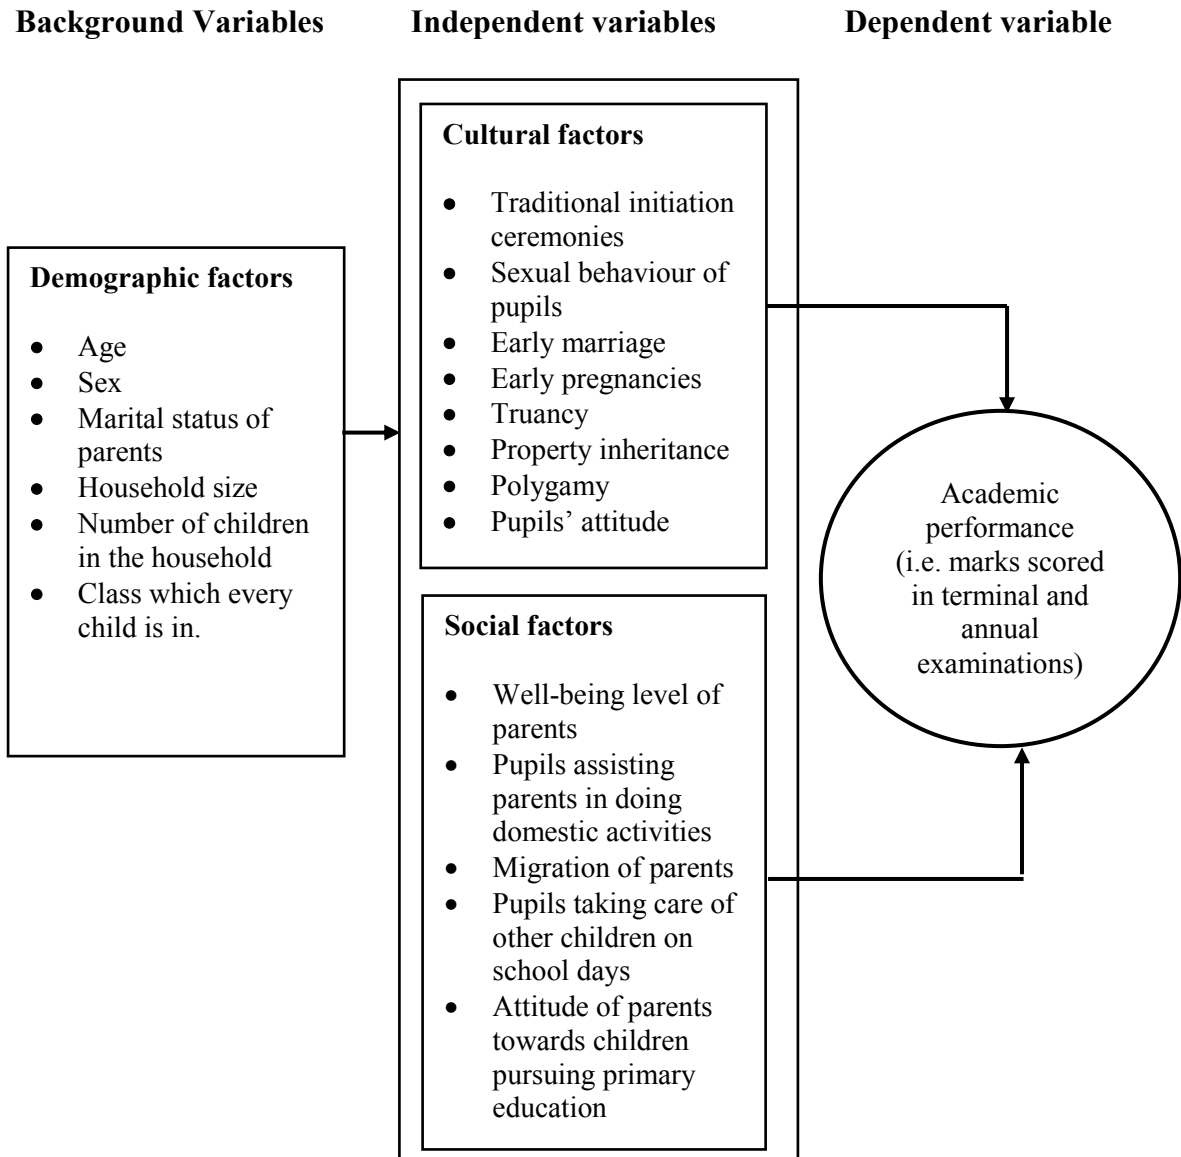 Background Variables
Independent variables
Dependent variable
Demographic factors
● Age
● Sex
● Marital status of
parents
● Household size
● Number of children
in the household
● Class which every
child is in.
Cultural factors
● Traditional initiation
ceremonies
● Sexual behaviour of
pupils
● Early marriage
● Early pregnancies
● Truancy
● Property inheritance
● Polygamy
● Pupils’ attitude
Social factors
● Well-being level of
parents
● Pupils assisting
parents in doing
domestic activities
● Migration of parents
● Pupils taking care of
other children on
school days
● Attitude of parents
towards children
pursuing primary
education
Academic
performance
(i.e. marks scored
in terminal and
annual
examinations)